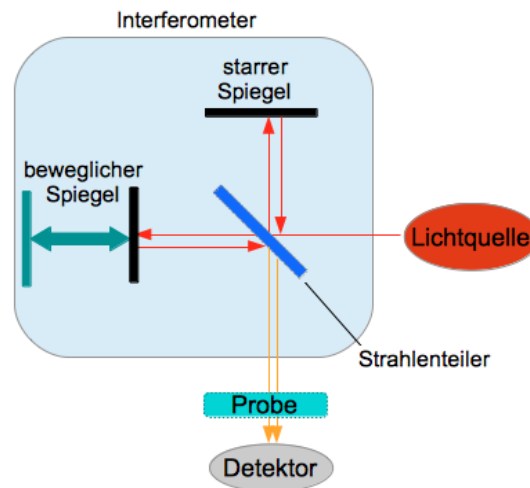 Interferometer
starrer
Spiegel
beweglicher
Spiegel
Lichtquelle
Strahlenteiler
Probe
Detektor